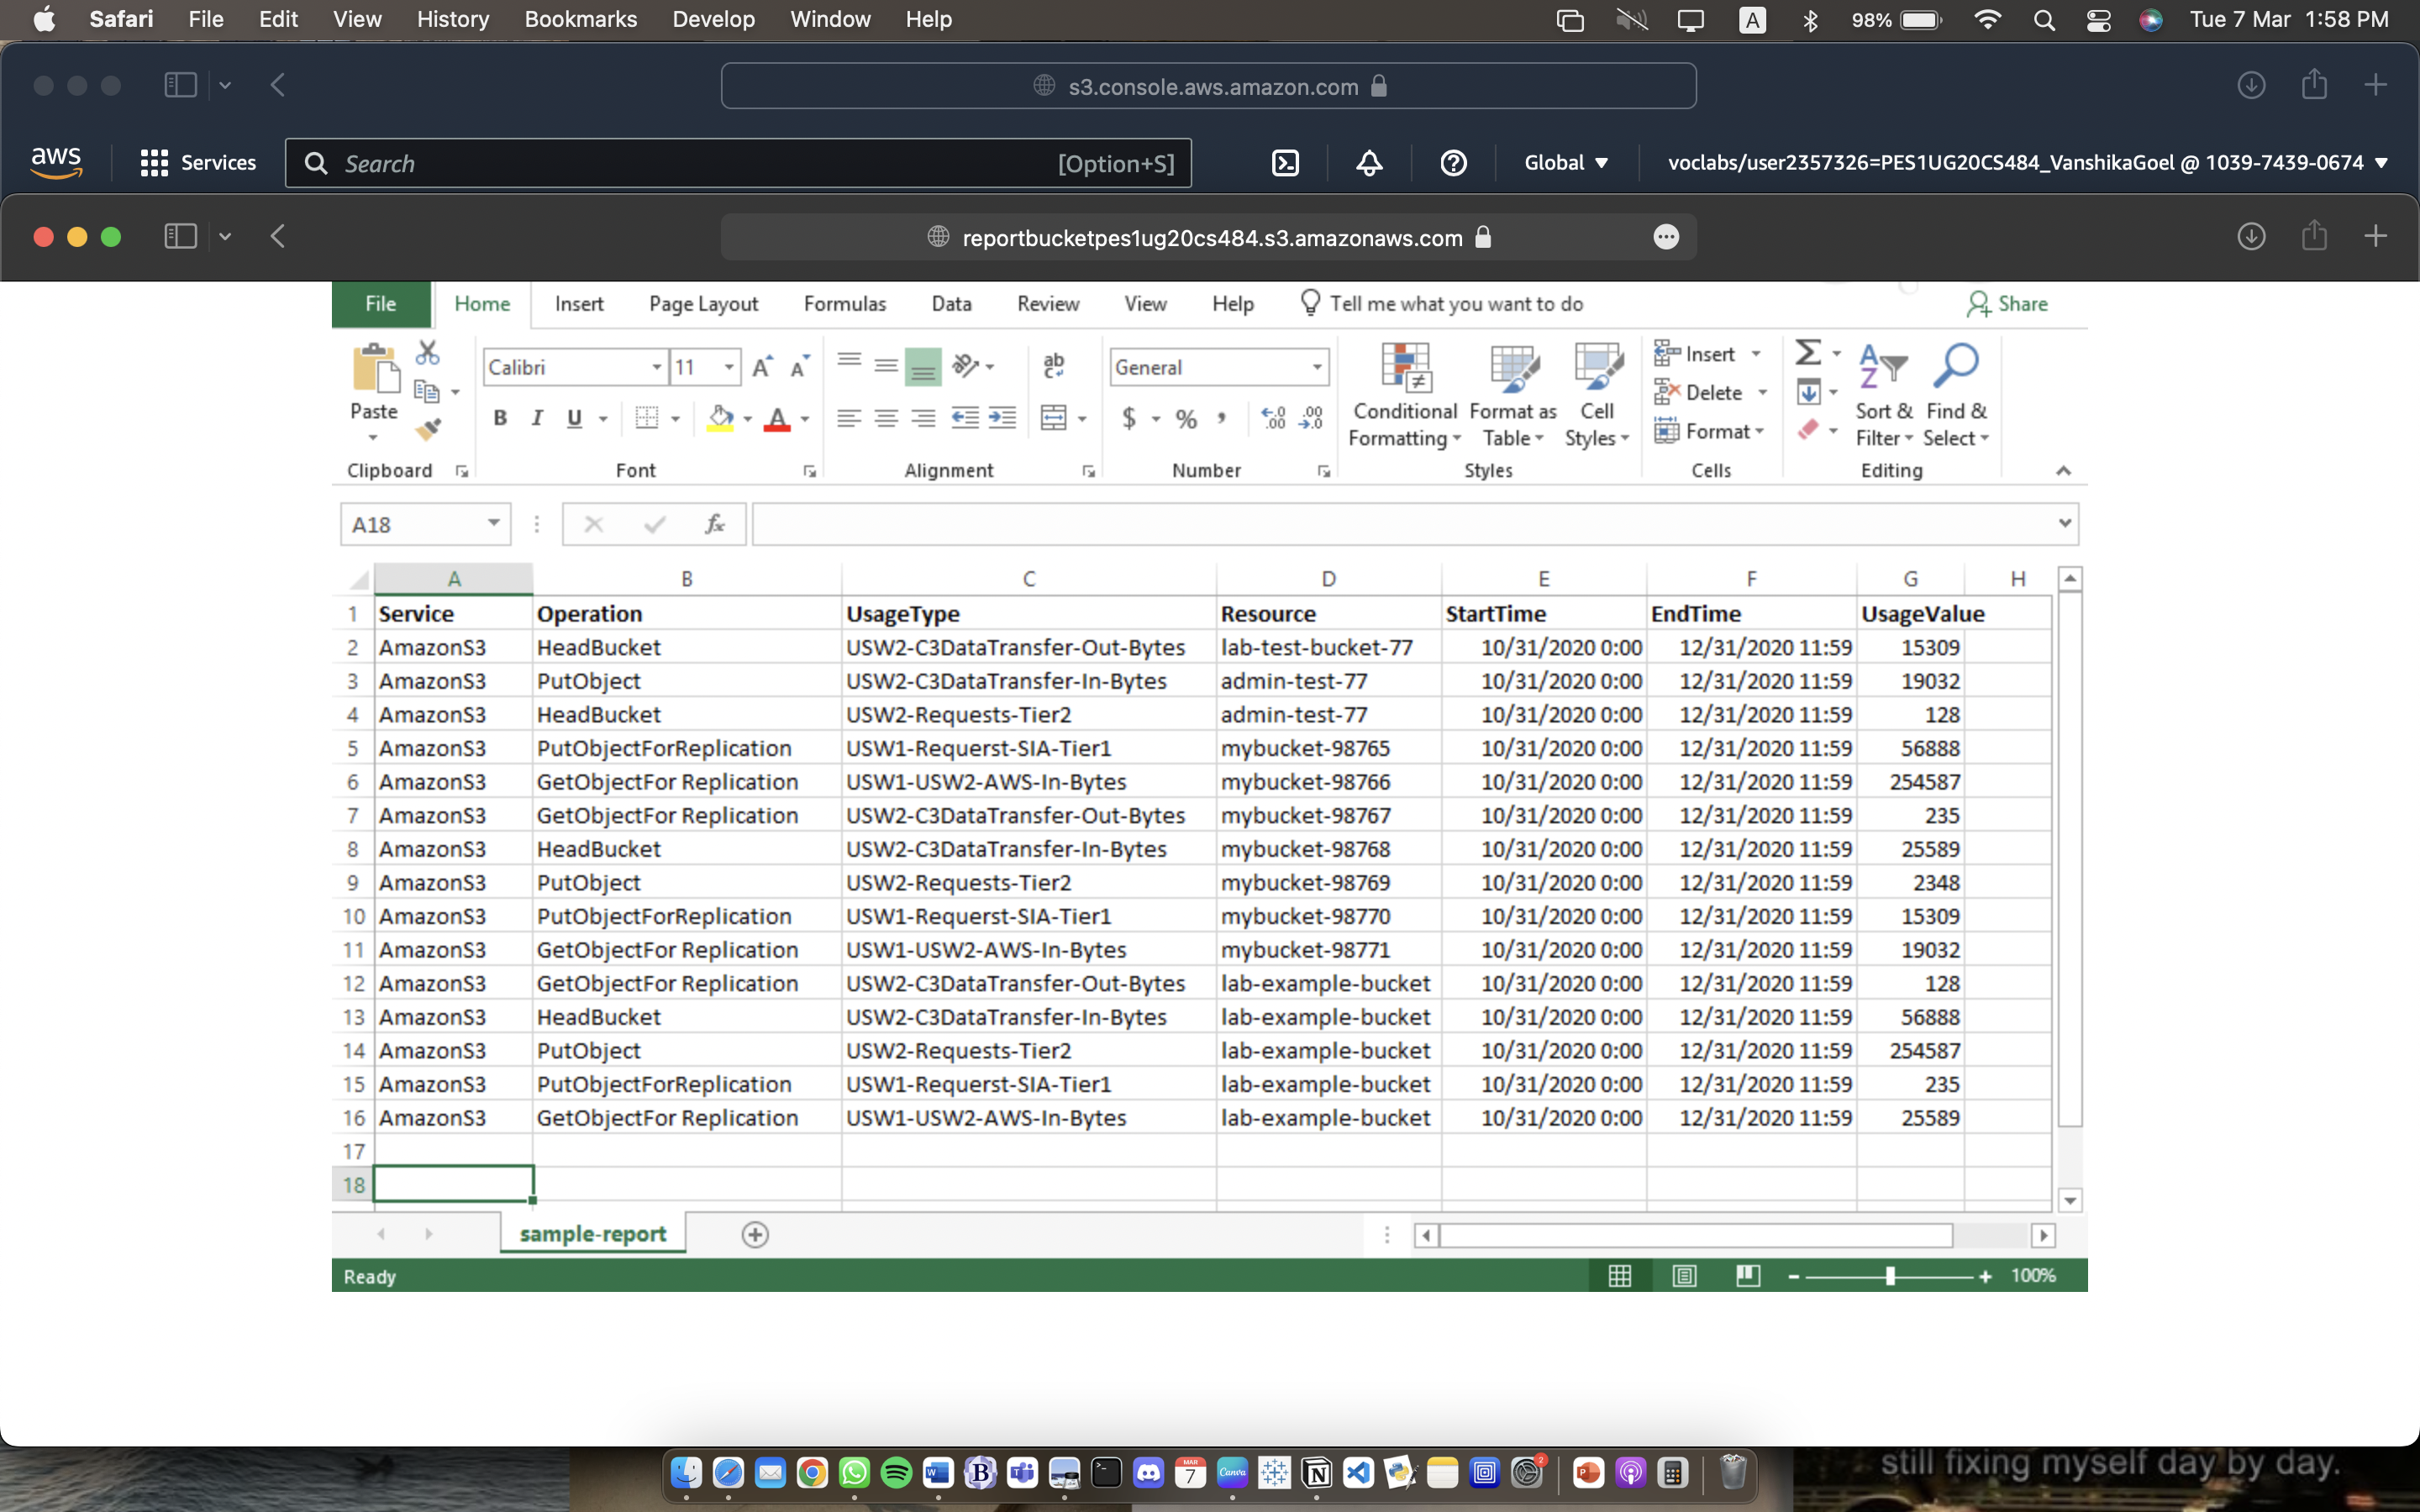 Safari File Edit View History Bookmarks Develop Window Help A 98% Tue 7 Mar 1:58 PM
s3.console.aws.amazon.com
aws Services Search [Option+S] Global voclabs/user2357326=PES1UG20CS484_VanshikaGoel @ 1039-7439-0674
reportbucketpes1ug20cs484.s3.amazonaws.com
File Home Insert Page Layout Formulas Data Review View Help Tell me what you want to do Share
Paste Calibri 11 A A ab c General Conditional Formatting Format as Table Cell Styles Insert Delete Format Sort & Filter Find & Select
B I U A $ % , .0 .00 .00 .0
Clipboard Font Alignment Number Styles Cells Editing
A18 fx
A B C D E F G H
1 Service Operation UsageType Resource StartTime EndTime UsageValue
2 AmazonS3 HeadBucket USW2-C3DataTransfer-Out-Bytes lab-test-bucket-77 10/31/2020 0:00 12/31/2020 11:59 15309
3 AmazonS3 PutObject USW2-C3DataTransfer-In-Bytes admin-test-77 10/31/2020 0:00 12/31/2020 11:59 19032
4 AmazonS3 HeadBucket USW2-Requests-Tier2 admin-test-77 10/31/2020 0:00 12/31/2020 11:59 128
5 AmazonS3 PutObjectForReplication USW1-Requerst-SIA-Tier1 mybucket-98765 10/31/2020 0:00 12/31/2020 11:59 56888
6 AmazonS3 GetObjectFor Replication USW1-USW2-AWS-In-Bytes mybucket-98766 10/31/2020 0:00 12/31/2020 11:59 254587
7 AmazonS3 GetObjectFor Replication USW2-C3DataTransfer-Out-Bytes mybucket-98767 10/31/2020 0:00 12/31/2020 11:59 235
8 AmazonS3 HeadBucket USW2-C3DataTransfer-In-Bytes mybucket-98768 10/31/2020 0:00 12/31/2020 11:59 25589
9 AmazonS3 PutObject USW2-Requests-Tier2 mybucket-98769 10/31/2020 0:00 12/31/2020 11:59 2348
10 AmazonS3 PutObjectForReplication USW1-Requerst-SIA-Tier1 mybucket-98770 10/31/2020 0:00 12/31/2020 11:59 15309
11 AmazonS3 GetObjectFor Replication USW1-USW2-AWS-In-Bytes mybucket-98771 10/31/2020 0:00 12/31/2020 11:59 19032
12 AmazonS3 GetObjectFor Replication USW2-C3DataTransfer-Out-Bytes lab-example-bucket 10/31/2020 0:00 12/31/2020 11:59 128
13 AmazonS3 HeadBucket USW2-C3DataTransfer-In-Bytes lab-example-bucket 10/31/2020 0:00 12/31/2020 11:59 56888
14 AmazonS3 PutObject USW2-Requests-Tier2 lab-example-bucket 10/31/2020 0:00 12/31/2020 11:59 254587
15 AmazonS3 PutObjectForReplication USW1-Requerst-SIA-Tier1 lab-example-bucket 10/31/2020 0:00 12/31/2020 11:59 235
16 AmazonS3 GetObjectFor Replication USW1-USW2-AWS-In-Bytes lab-example-bucket 10/31/2020 0:00 12/31/2020 11:59 25589
17
18
sample-report
Ready 100%
still fixing myself day by day.
W B MAR 7 Canva N P 2